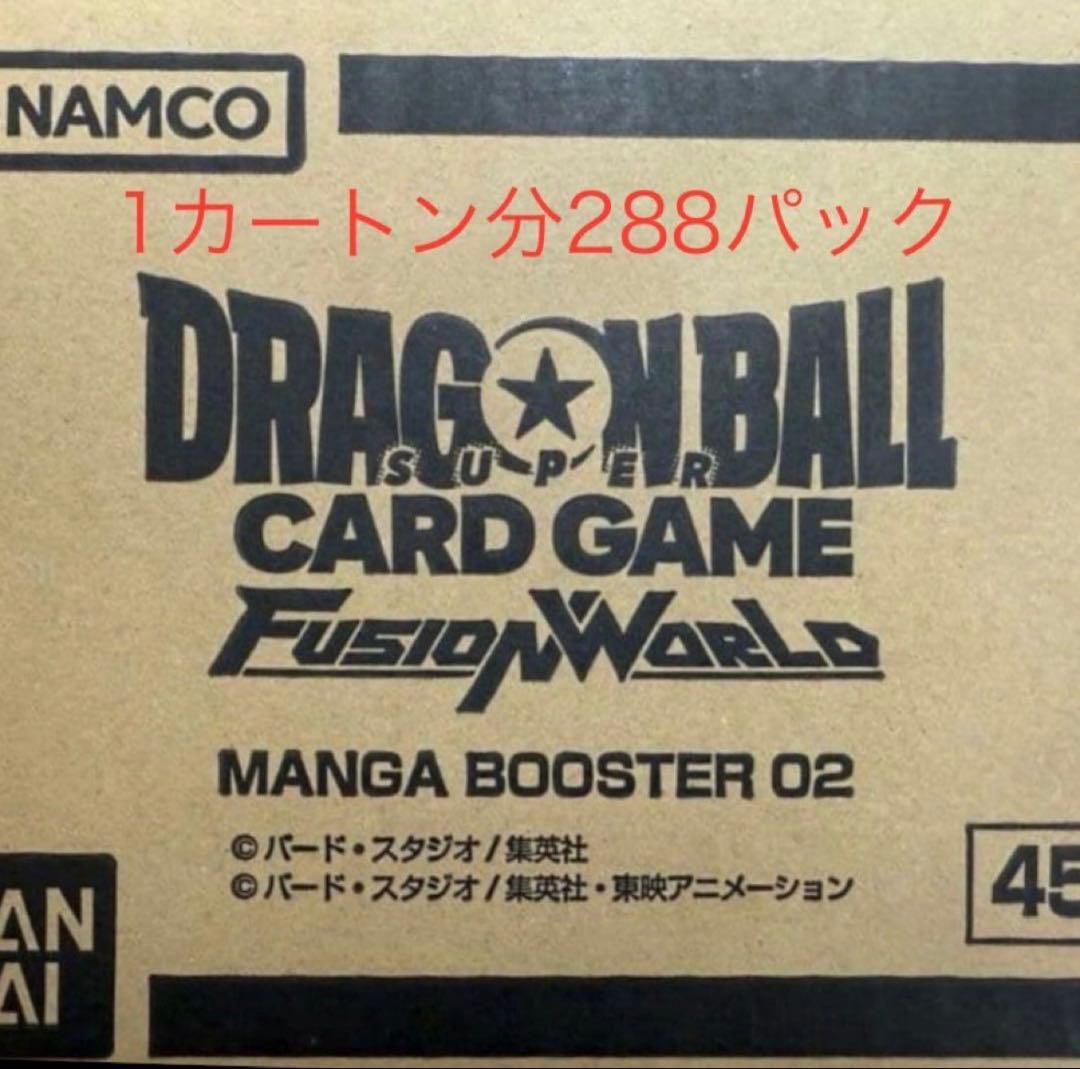 NAMCO
1カートン分288パック
DRAGON BALL
SUPER
CARD GAME
FUSION WORLD
MANGA BOOSTER 02
©バード・スタジオ/集英社
©バード・スタジオ/集英社・東映アニメーション
45
AN
AI